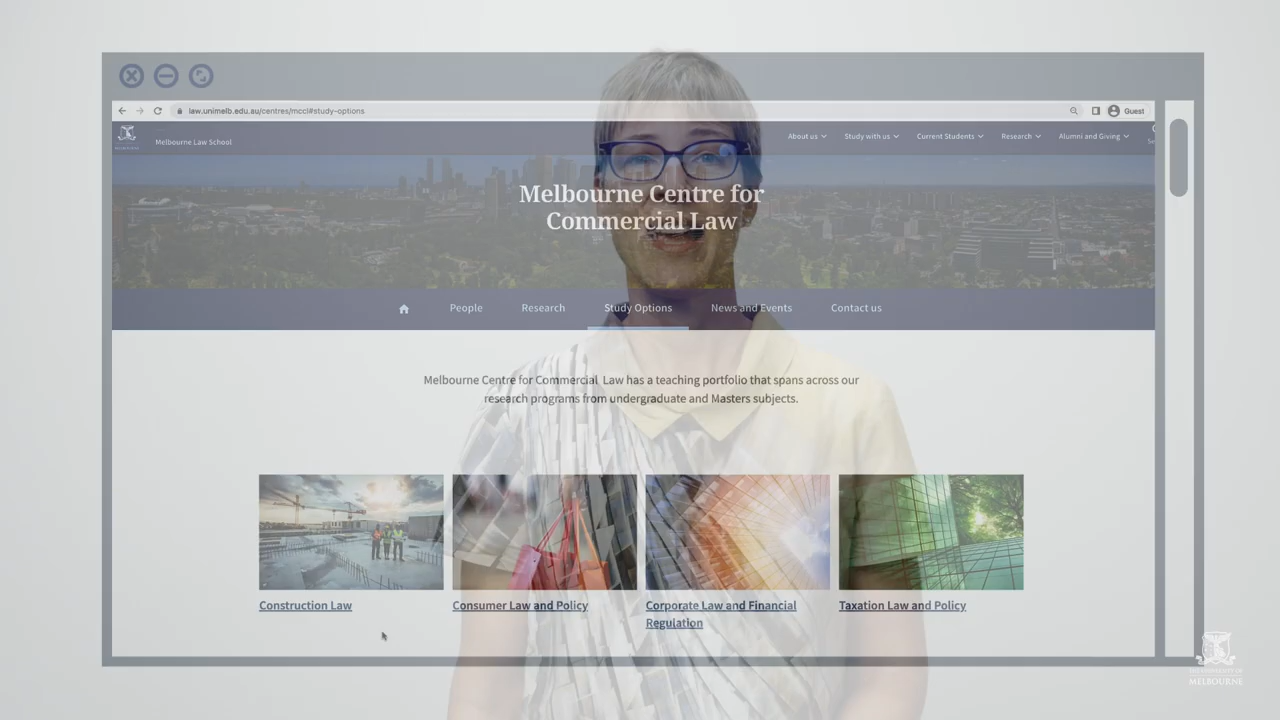 law.unimelb.edu.au/centres/mccl#study-options
Guest
Melbourne Law School
About us
Study with us
Current Students
Research
Alumni and Giving
Melbourne Centre for
Commercial Law
People
Research
Study Options
News and Events
Contact us
Melbourne Centre for Commercial Law has a teaching portfolio that spans across our
research programs from undergraduate and Masters subjects.
Construction Law
Consumer Law and Policy
Corporate Law and Financial
Regulation
Taxation Law and Policy
MELBOURNE